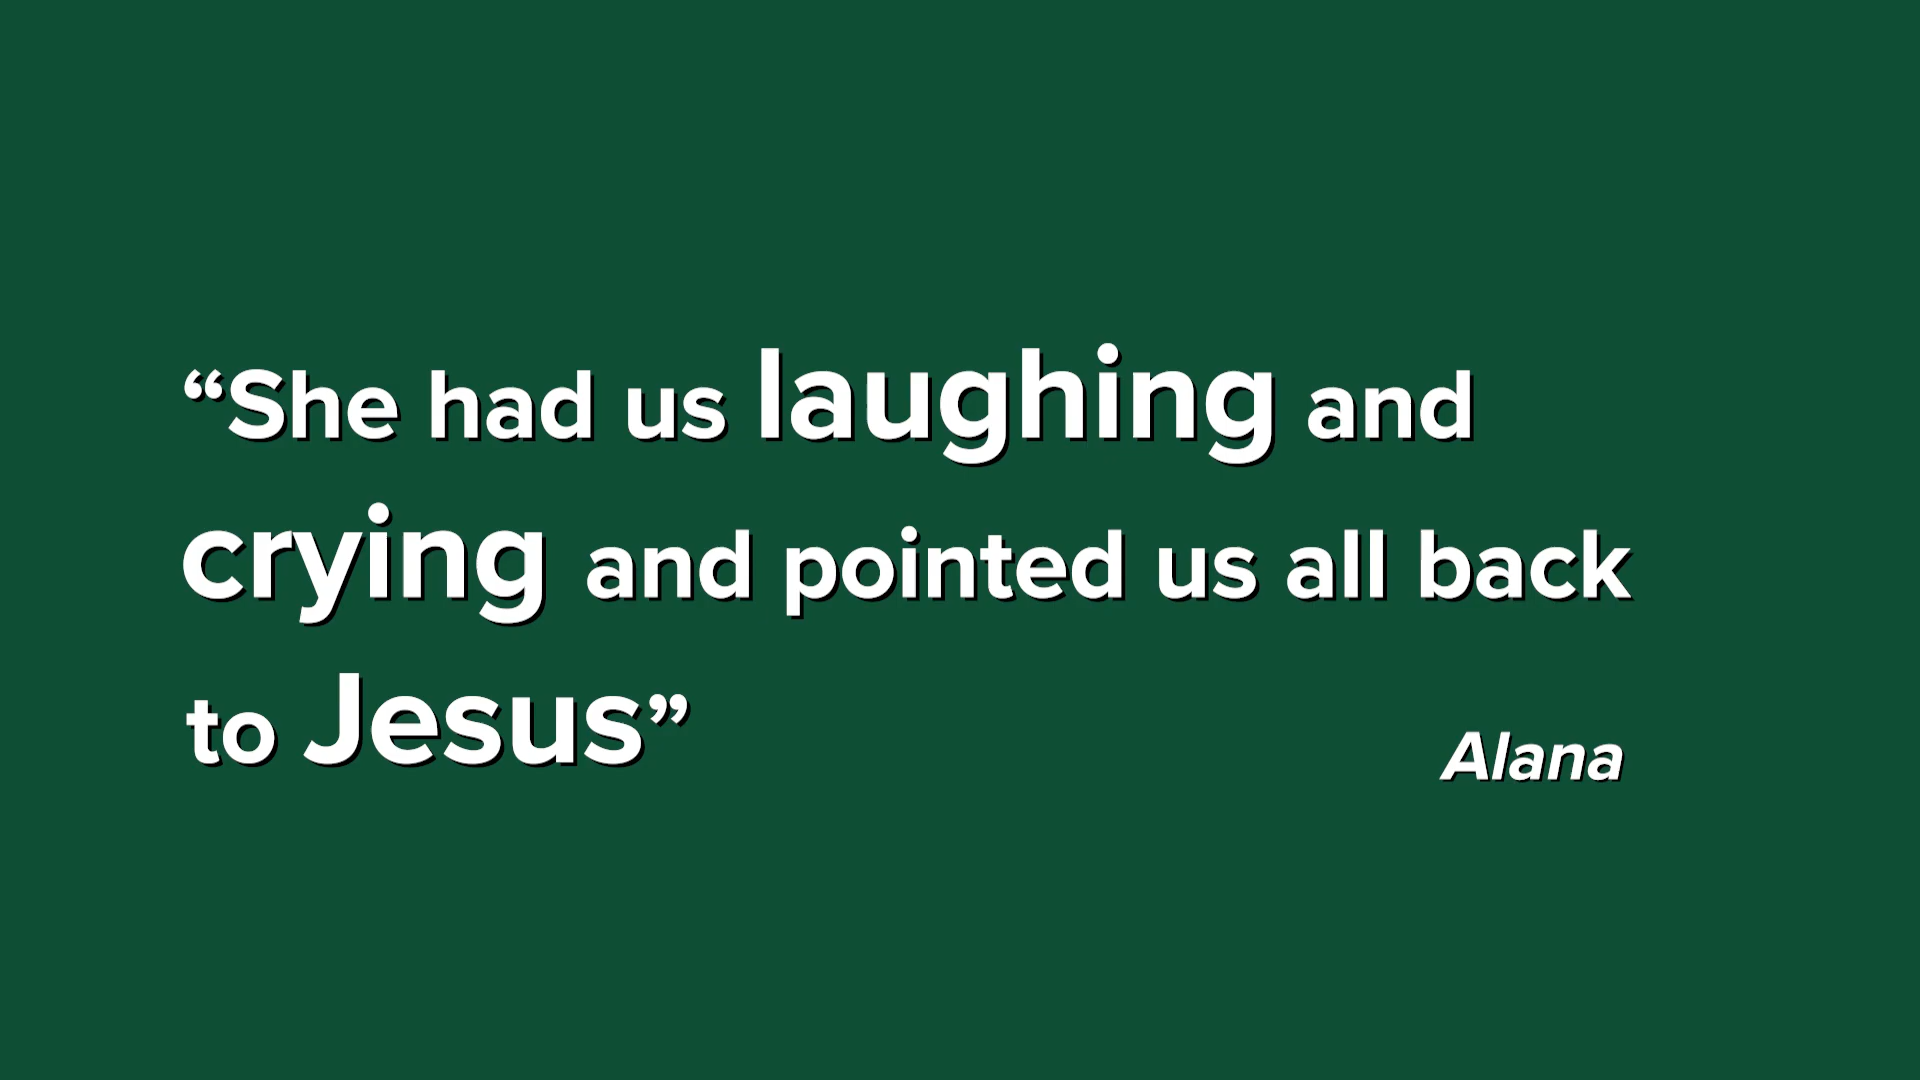 “She had us laughing and
crying and pointed us all back
to Jesus”
Alana